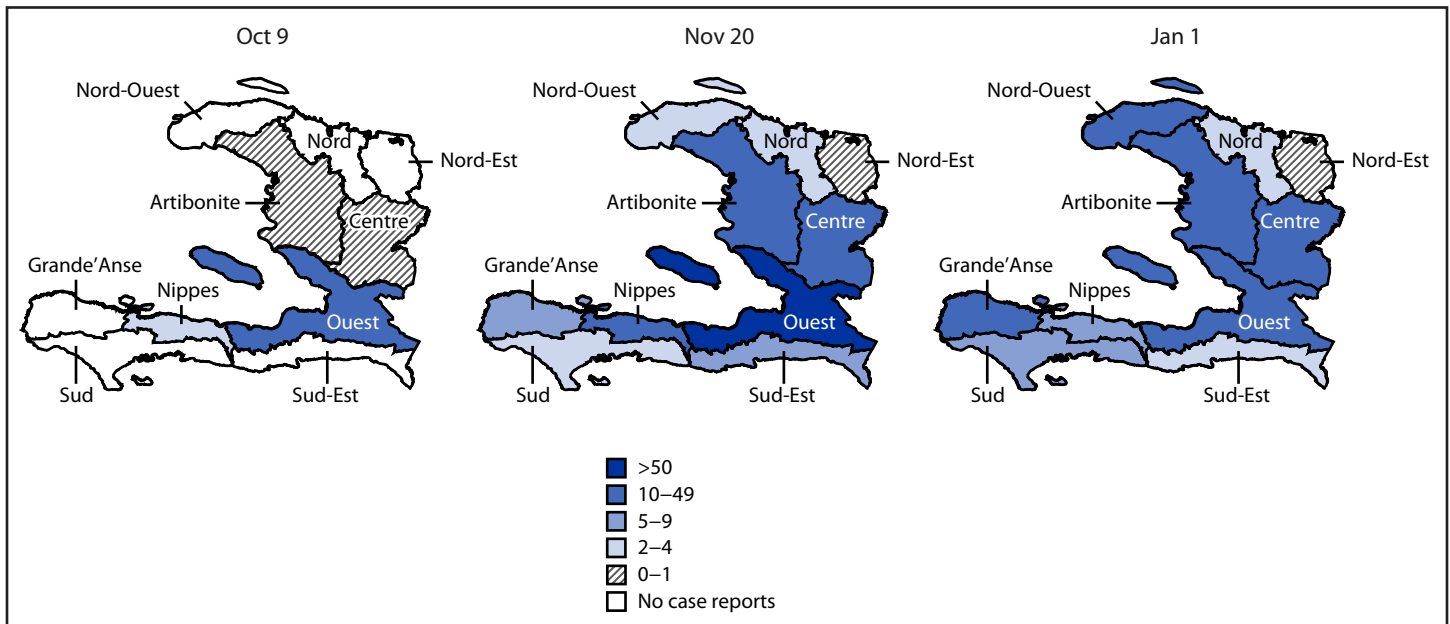 Oct 9
Nov 20
Jan 1
Nord-Ouest
Nord
Nord-Est
Artibonite
Centre
Grande'Anse
Nippes
Ouest
Sud
Sud-Est
Nord-Ouest
Nord
Nord-Est
Artibonite
Centre
Grande'Anse
Nippes
Ouest
Sud
Sud-Est
Nord-Ouest
Nord
Nord-Est
Artibonite
Centre
Grande'Anse
Nippes
Ouest
Sud
Sud-Est
>50
10–49
5–9
2–4
0–1
No case reports